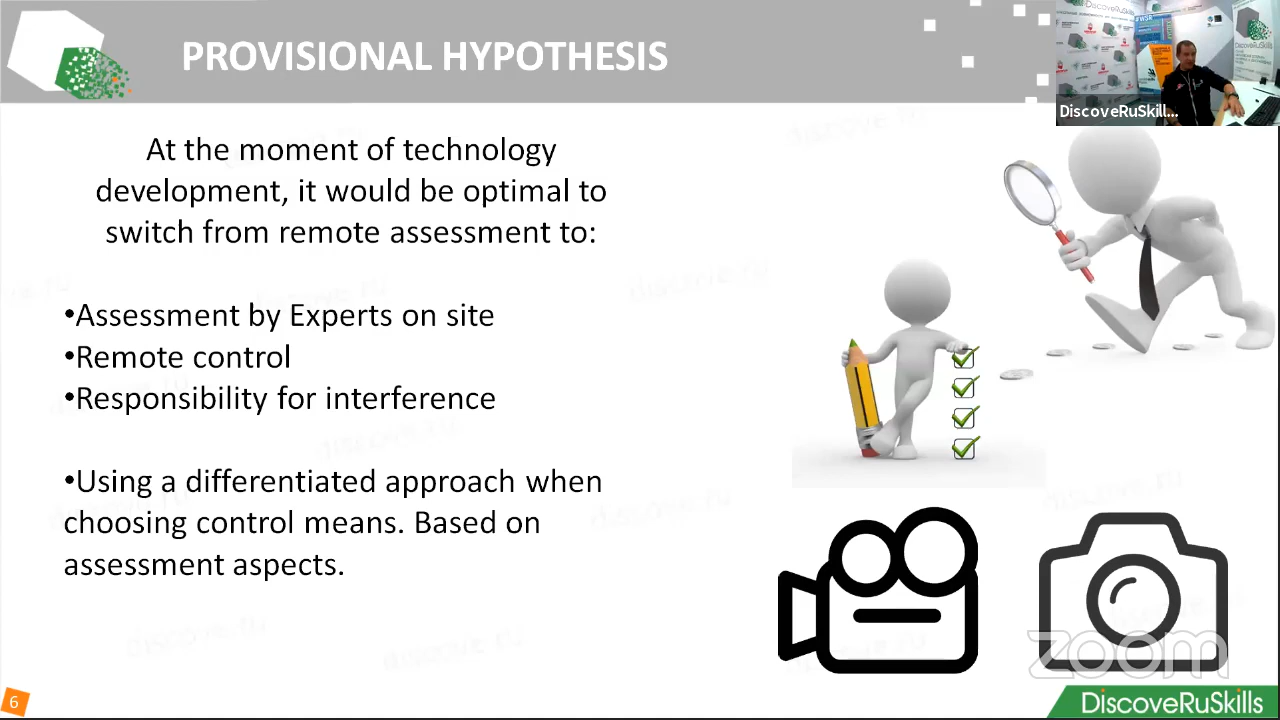 PROVISIONAL HYPOTHESIS
DiscoveRuSkill...
At the moment of technology
development, it would be optimal to
switch from remote assessment to:
•Assessment by Experts on site
•Remote control
•Responsibility for interference
•Using a differentiated approach when
choosing control means. Based on
assessment aspects.
zoom
6
DiscoveRuSkills